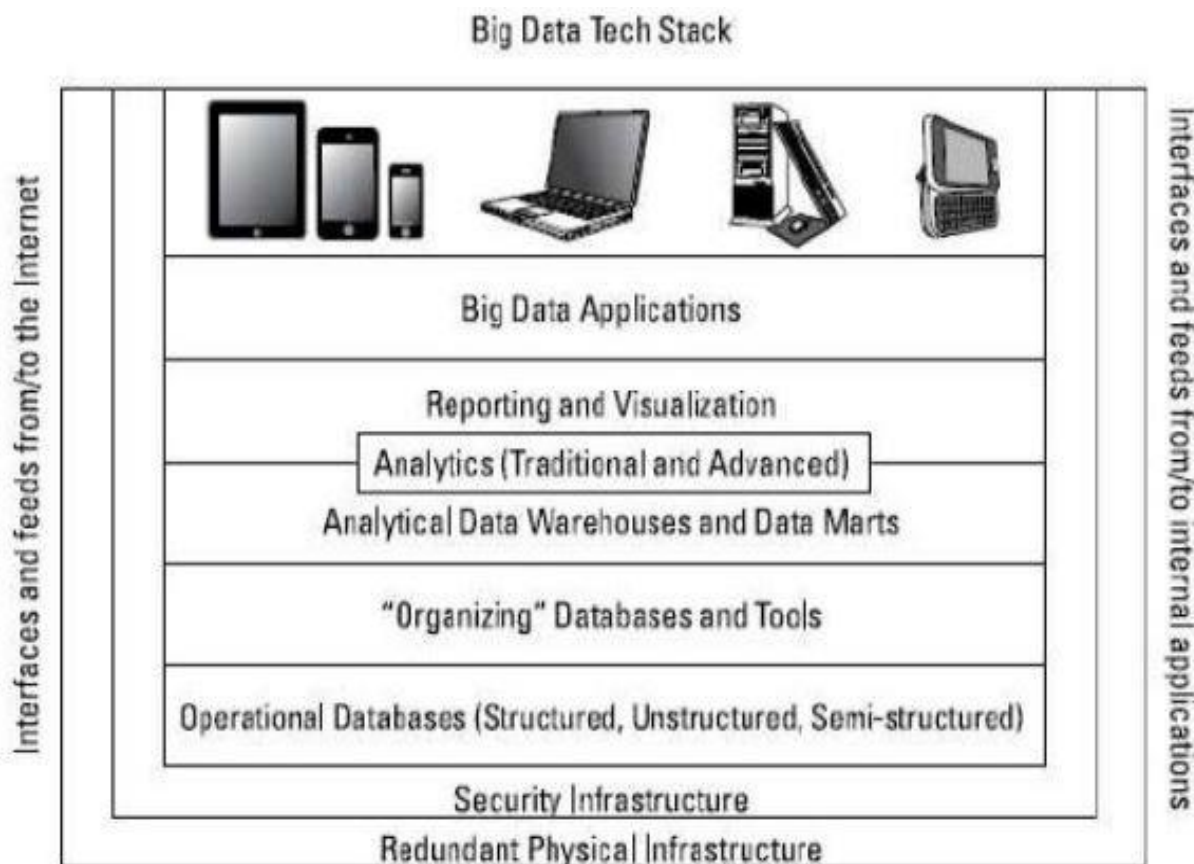 Big Data Tech Stack
Interfaces and feeds from/to the Internet
Big Data Applications
Reporting and Visualization
Analytics (Traditional and Advanced)
Analytical Data Warehouses and Data Marts
“Organizing” Databases and Tools
Operational Databases (Structured, Unstructured, Semi-structured)
Security Infrastructure
Redundant Physical Infrastructure
Interfaces and feeds from/to internal applications